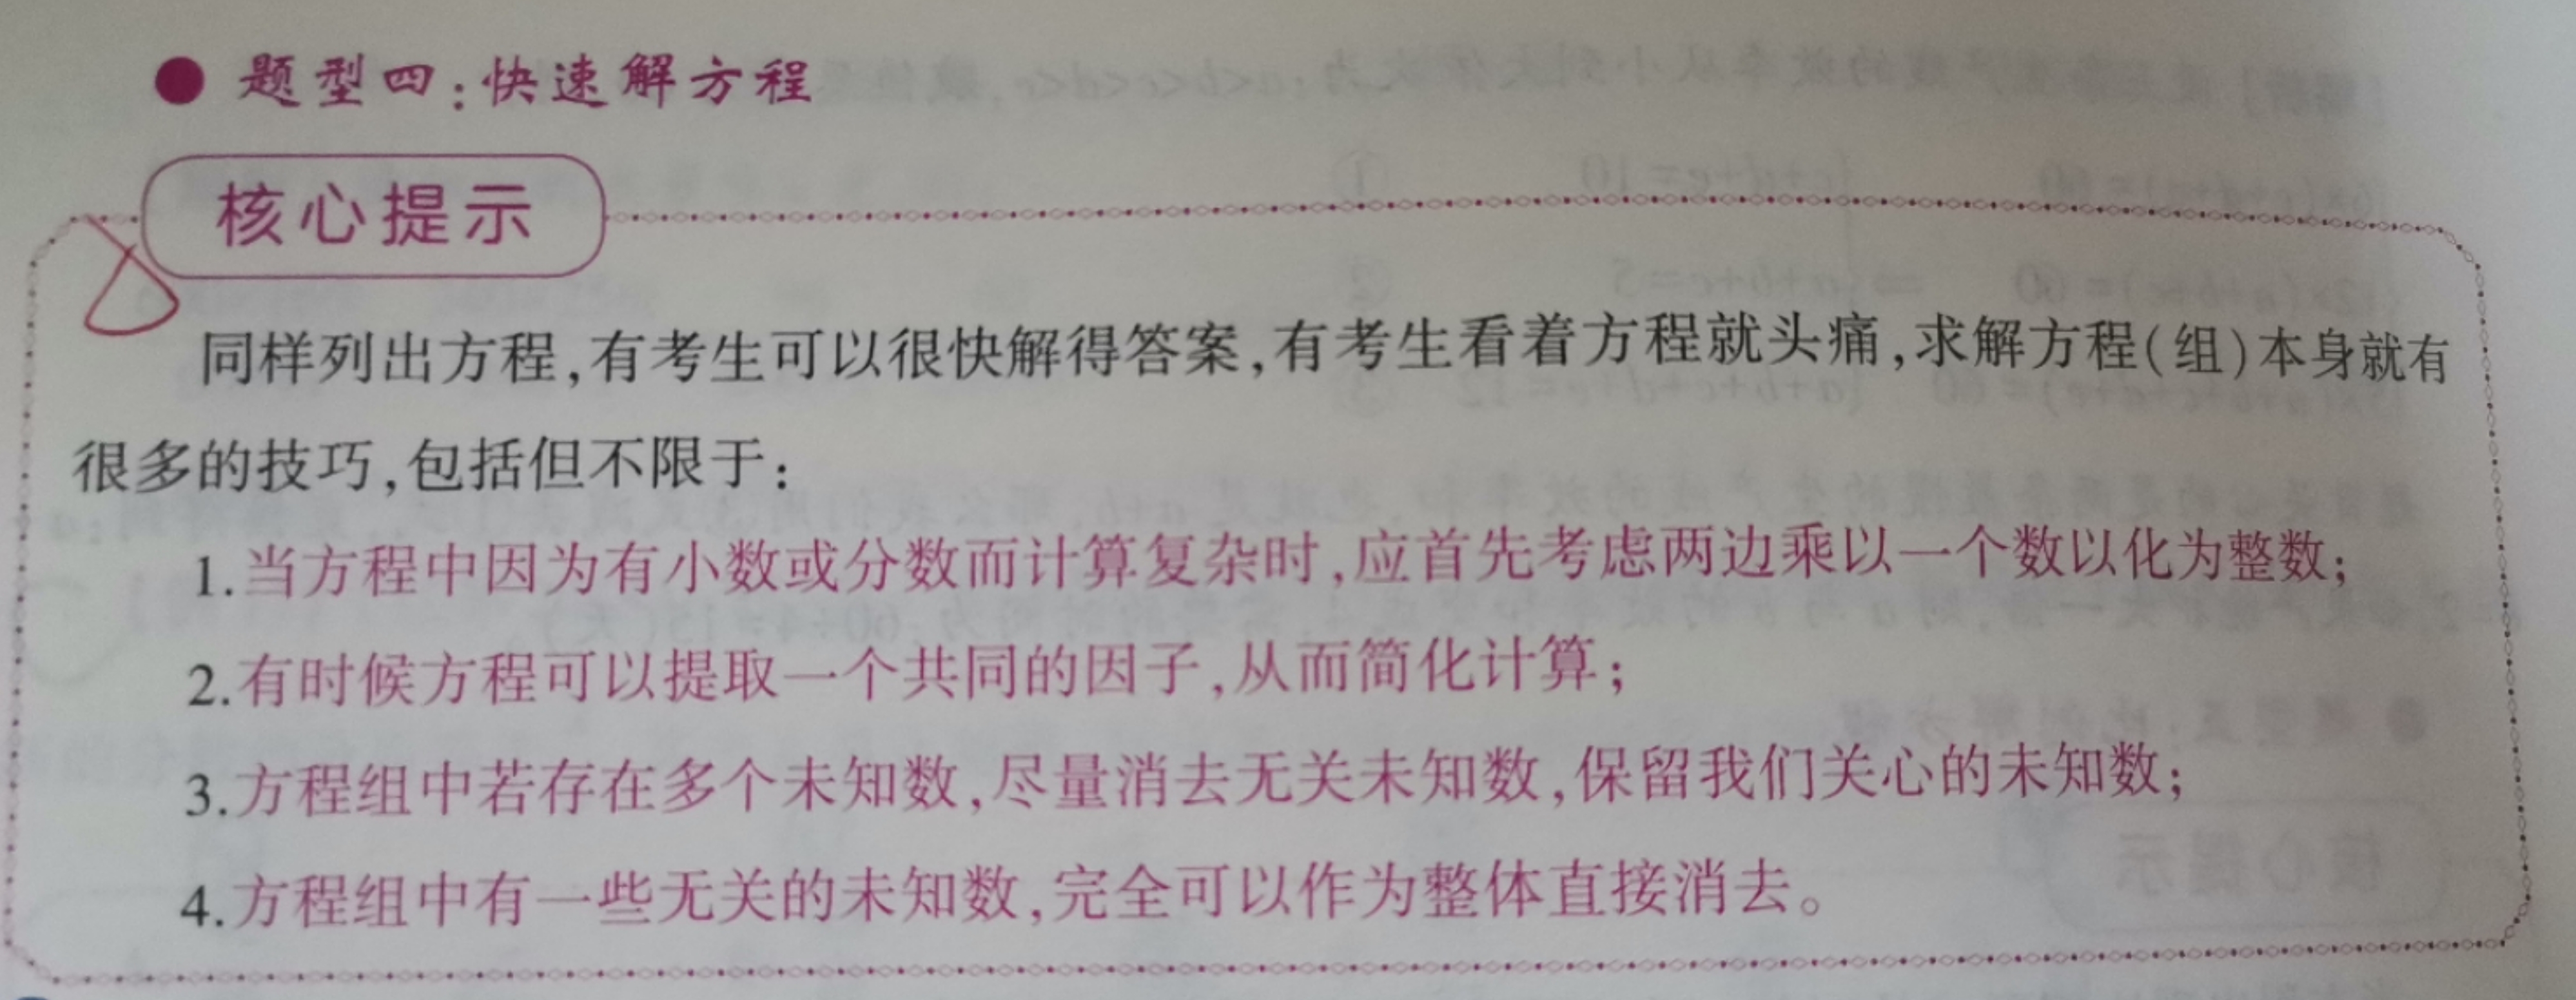 ● 题型四:快速解方程
核心提示
同样列出方程,有考生可以很快解得答案,有考生看着方程就头痛,求解方程(组)本身就有
很多的技巧,包括但不限于:
1.当方程中因为有小数或分数而计算复杂时,应首先考虑两边乘以一个数以化为整数;
2.有时候方程可以提取一个共同的因子,从而简化计算;
3.方程组中若存在多个未知数,尽量消去无关未知数,保留我们关心的未知数;
4.方程组中有一些无关的未知数,完全可以作为整体直接消去。